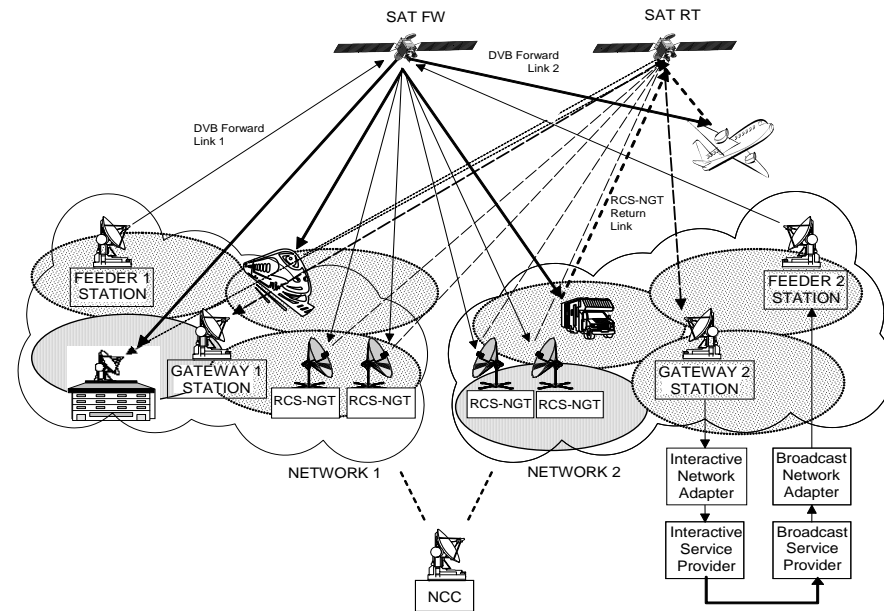 SAT FW
SAT RT
DVB Forward
Link 2
DVB Forward
Link 1
RCS-NGT
Return
Link
FEEDER 1
STATION
FEEDER 2
STATION
GATEWAY 1
STATION
GATEWAY 2
STATION
RCS-NGT
RCS-NGT
RCS-NGT
RCS-NGT
NETWORK 1
NETWORK 2
Interactive
Network
Adapter
Broadcast
Network
Adapter
Interactive
Service
Provider
Broadcast
Service
Provider
NCC